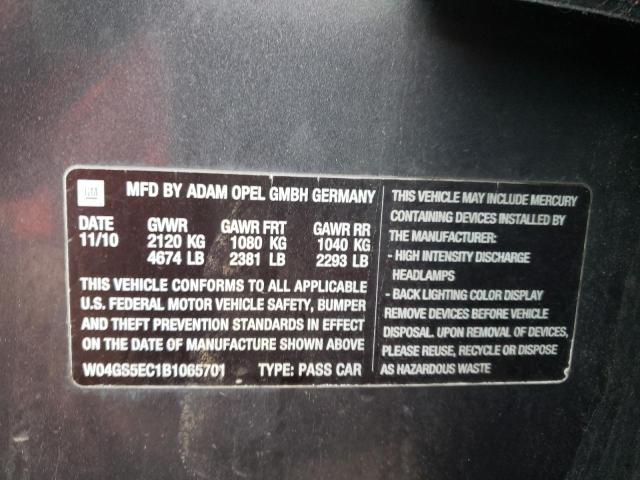 GM
MFD BY ADAM OPEL GMBH GERMANY
DATE GVWR GAWR FRT GAWR RR
11/10 2120 KG 1080 KG 1040 KG
4674 LB 2381 LB 2293 LB
THIS VEHICLE CONFORMS TO ALL APPLICABLE
U.S. FEDERAL MOTOR VEHICLE SAFETY, BUMPER
AND THEFT PREVENTION STANDARDS IN EFFECT
ON THE DATE OF MANUFACTURE SHOWN ABOVE
W04GS5EC1B1065701 TYPE: PASS CAR
THIS VEHICLE MAY INCLUDE MERCURY
CONTAINING DEVICES INSTALLED BY
THE MANUFACTURER:
- HIGH INTENSITY DISCHARGE
HEADLAMPS
- BACK LIGHTING COLOR DISPLAY
REMOVE DEVICES BEFORE VEHICLE
DISPOSAL. UPON REMOVAL OF DEVICES,
PLEASE REUSE, RECYCLE OR DISPOSE
AS HAZARDOUS WASTE